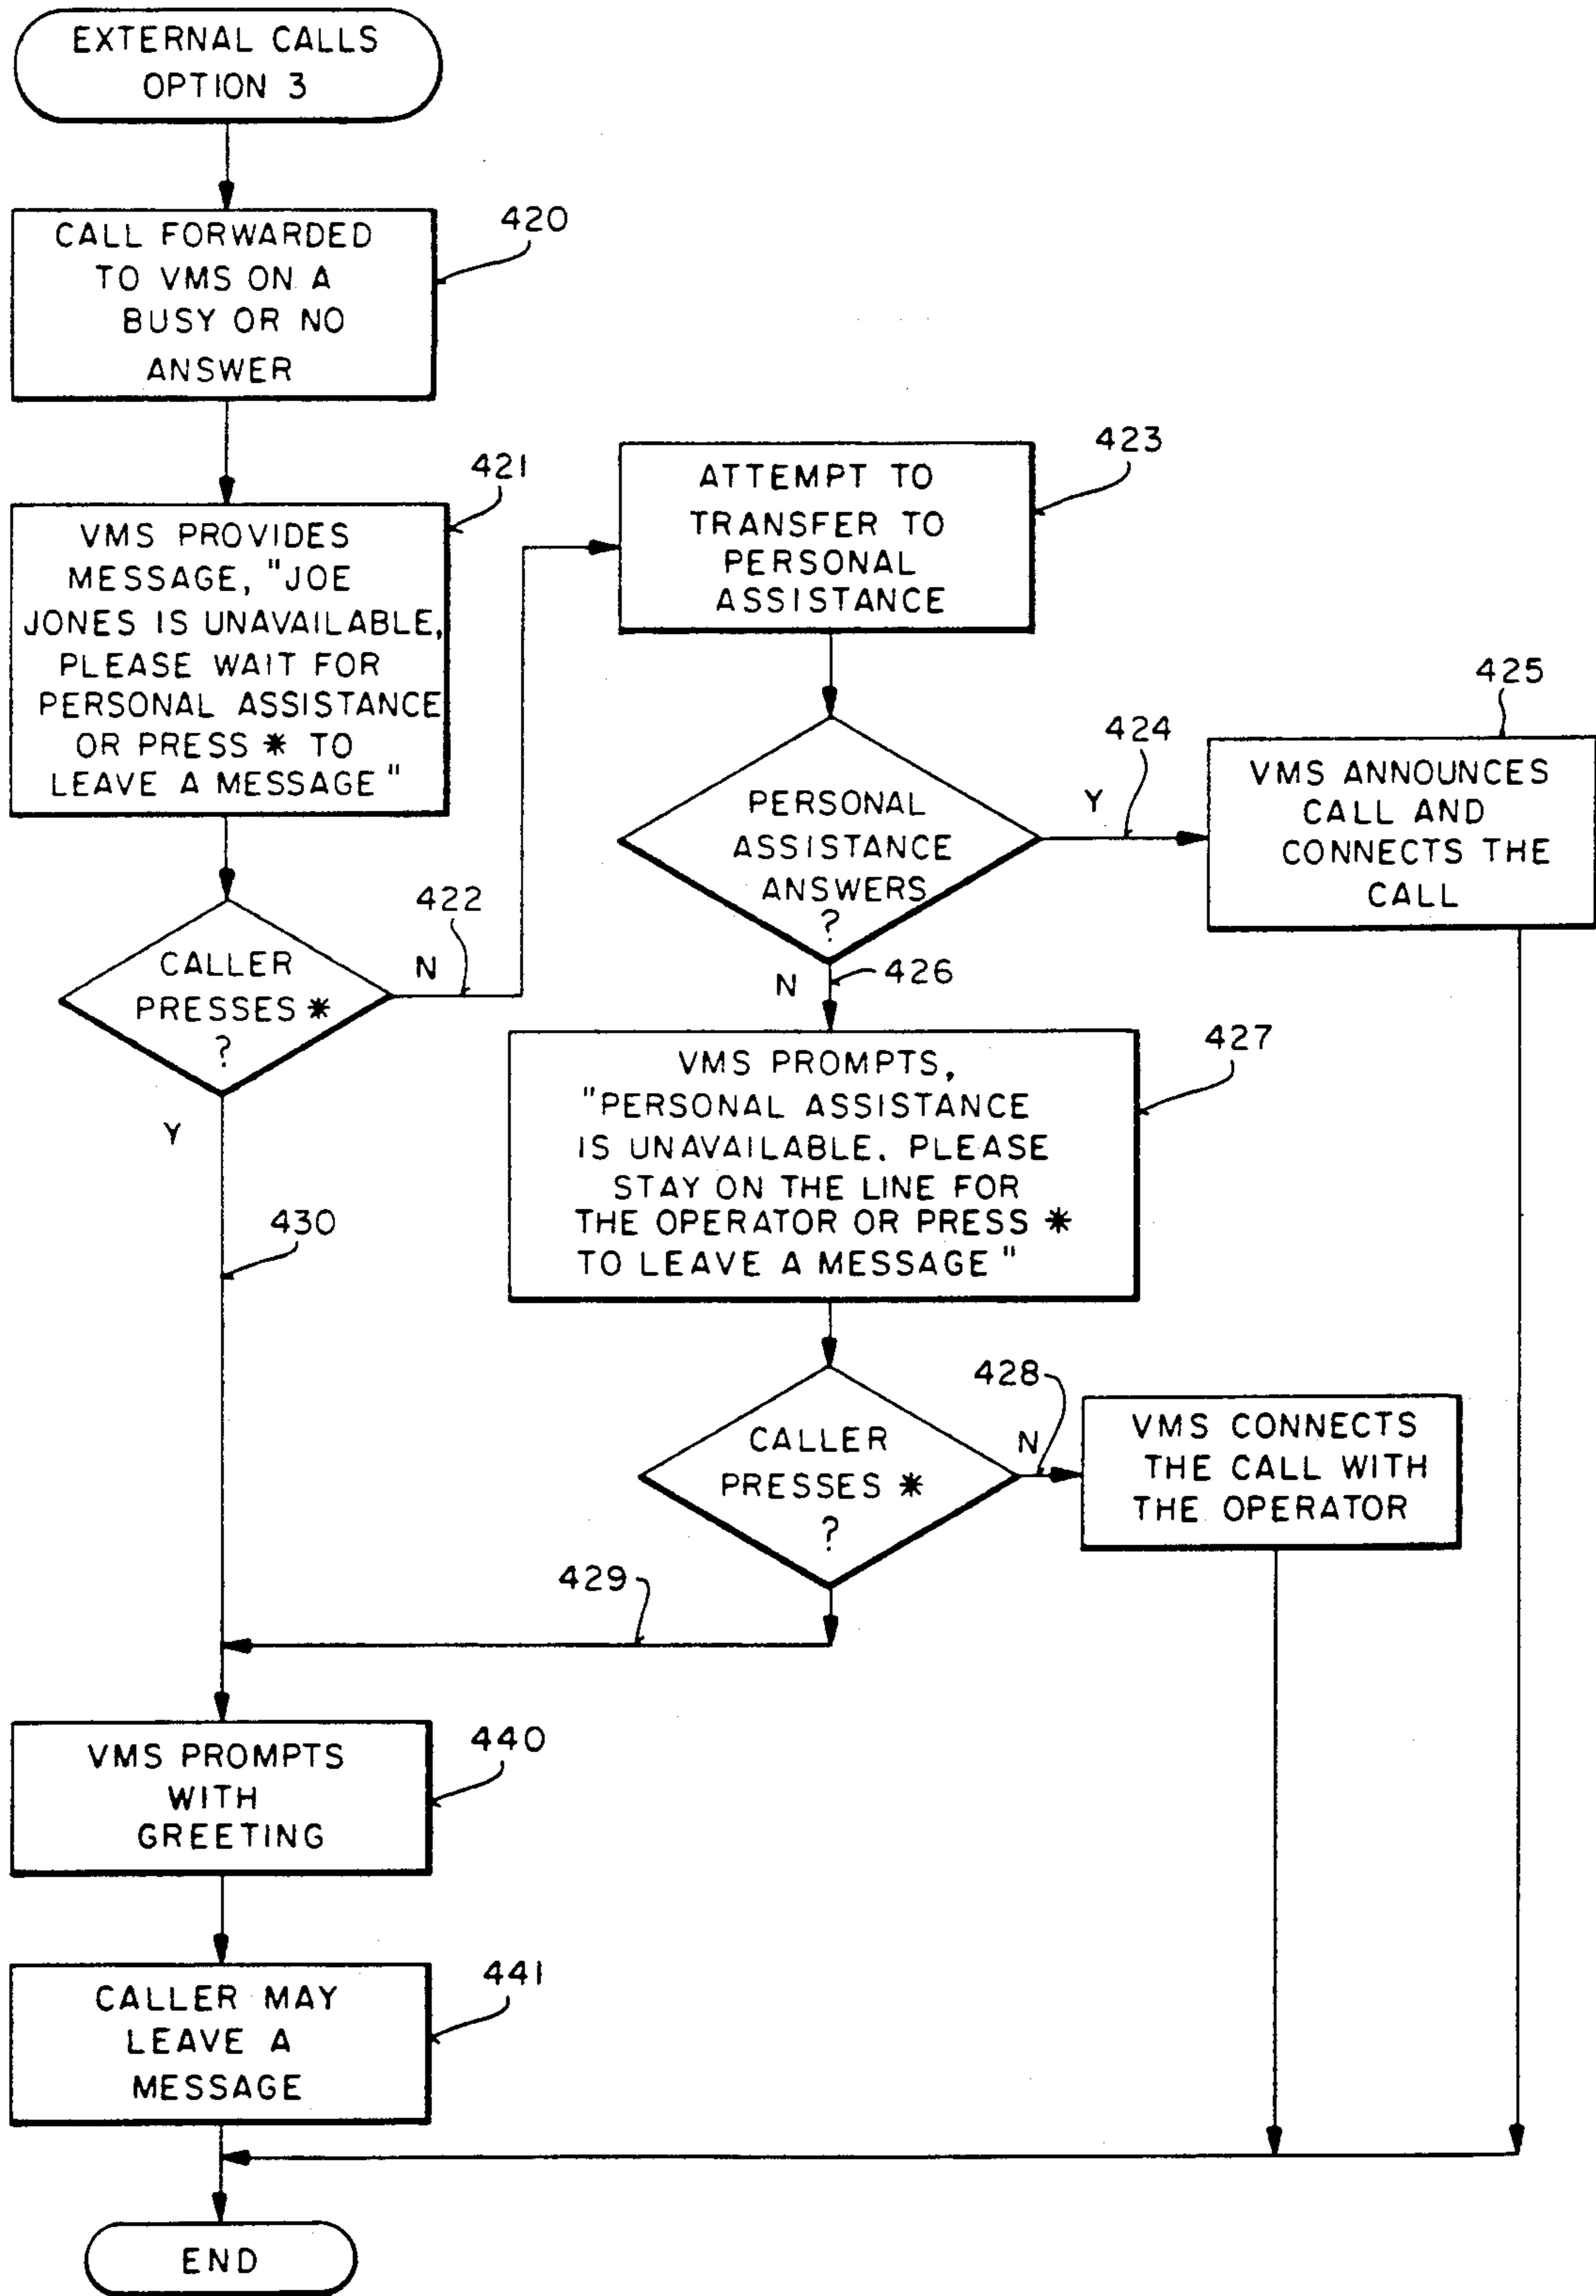 EXTERNAL CALLS
OPTION 3
420
CALL FORWARDED
TO VMS ON A
BUSY OR NO
ANSWER
421
VMS PROVIDES
MESSAGE, "JOE
JONES IS UNAVAILABLE,
PLEASE WAIT FOR
PERSONAL ASSISTANCE
OR PRESS * TO
LEAVE A MESSAGE"
422
CALLER
PRESSES *
?
N
Y
423
ATTEMPT TO
TRANSFER TO
PERSONAL
ASSISTANCE
PERSONAL
ASSISTANCE
ANSWERS
?
Y
424
425
VMS ANNOUNCES
CALL AND
CONNECTS THE
CALL
N
426
427
VMS PROMPTS,
"PERSONAL ASSISTANCE
IS UNAVAILABLE. PLEASE
STAY ON THE LINE FOR
THE OPERATOR OR PRESS *
TO LEAVE A MESSAGE"
430
CALLER
PRESSES *
?
N
428
VMS CONNECTS
THE CALL WITH
THE OPERATOR
429
440
VMS PROMPTS
WITH
GREETING
441
CALLER MAY
LEAVE A
MESSAGE
END